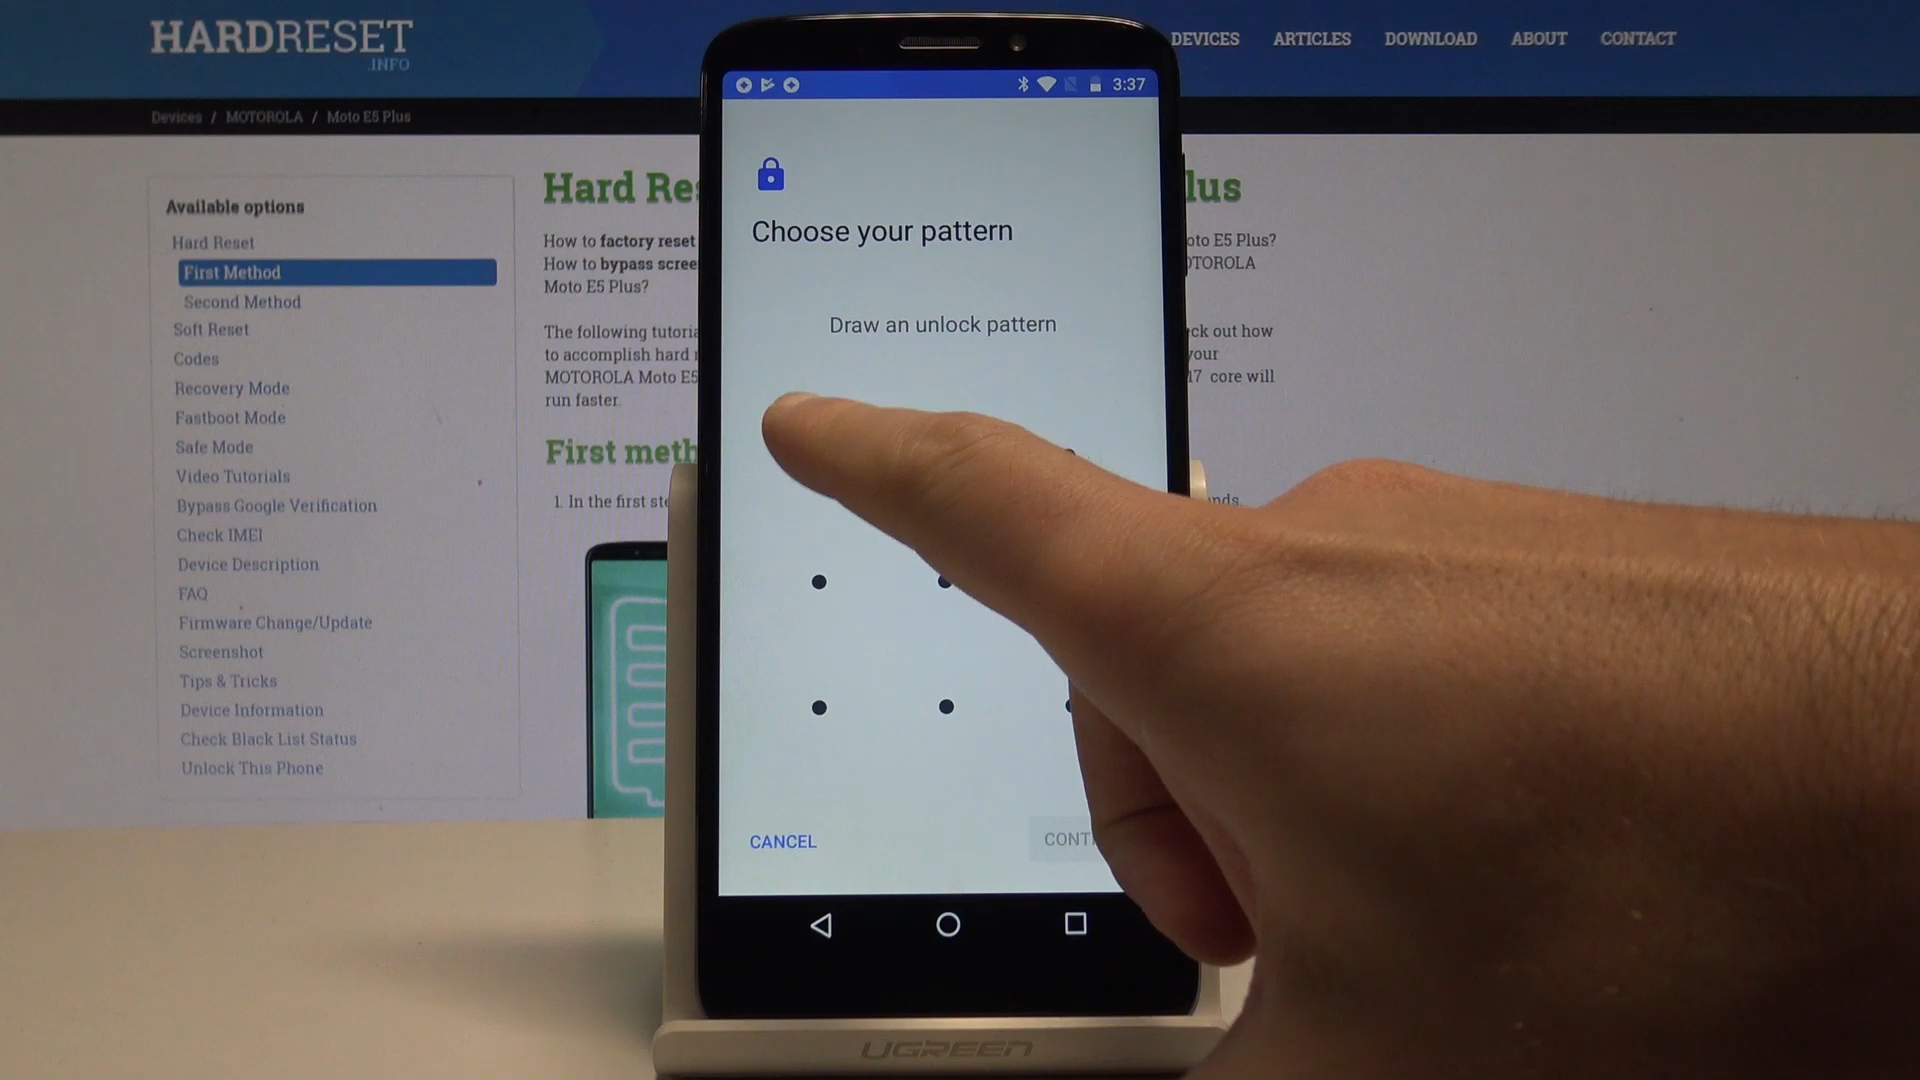 HARDRESET
.INFO
DEVICES ARTICLES DOWNLOAD ABOUT CONTACT
Devices / MOTOROLA / Moto E5 Plus
Available options
Hard Reset
First Method
Second Method
Soft Reset
Codes
Recovery Mode
Fastboot Mode
Safe Mode
Video Tutorials
Bypass Google Verification
Check IMEI
Device Description
FAQ
Firmware Change/Update
Screenshot
Tips & Tricks
Device Information
Check Black List Status
Unlock This Phone
Hard Res
lus
How to factory reset
oto E5 Plus?
How to bypass scree
OTOROLA
Moto E5 Plus?
The following tutoria
ck out how
to accomplish hard
your
MOTOROLA Moto E5
17 core will
run faster.
First meth
1. In the first ste
nds
3:37
Choose your pattern
Draw an unlock pattern
CANCEL
CONT
UGREEN